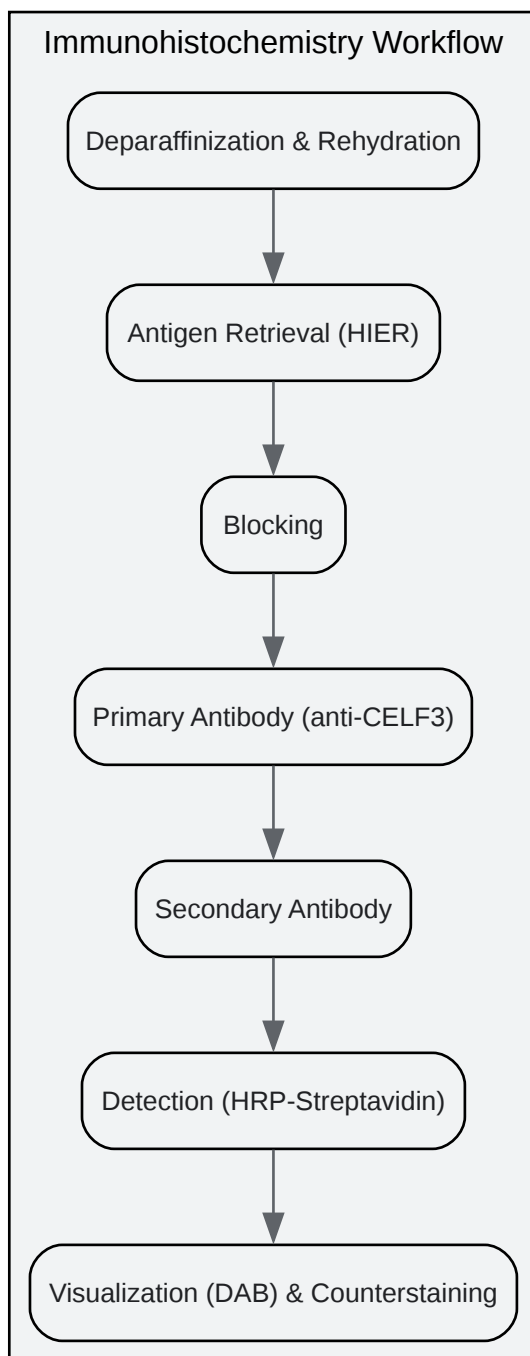 Immunohistochemistry Workflow
Deparaffinization & Rehydration
Antigen Retrieval (HIER)
Blocking
Primary Antibody (anti-CELF3)
Secondary Antibody
Detection (HRP-Streptavidin)
Visualization (DAB) & Counterstaining